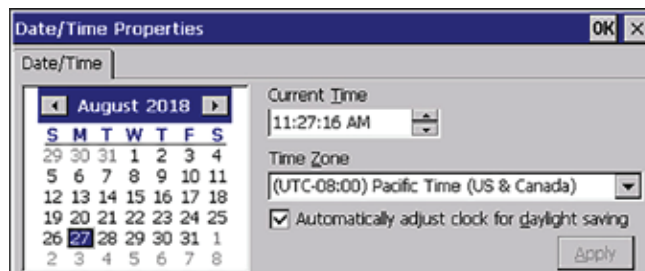 Date/Time Properties OK ×
Date/Time
August 2018
S M T W T F S
29 30 31 1 2 3 4
5 6 7 8 9 10 11
12 13 14 15 16 17 18
19 20 21 22 23 24 25
26 27 28 29 30 31 1
2 3 4 5 6 7 8
Current Time
11:27:16 AM
Time Zone
(UTC-08:00) Pacific Time (US & Canada)
Automatically adjust clock for daylight saving
Apply